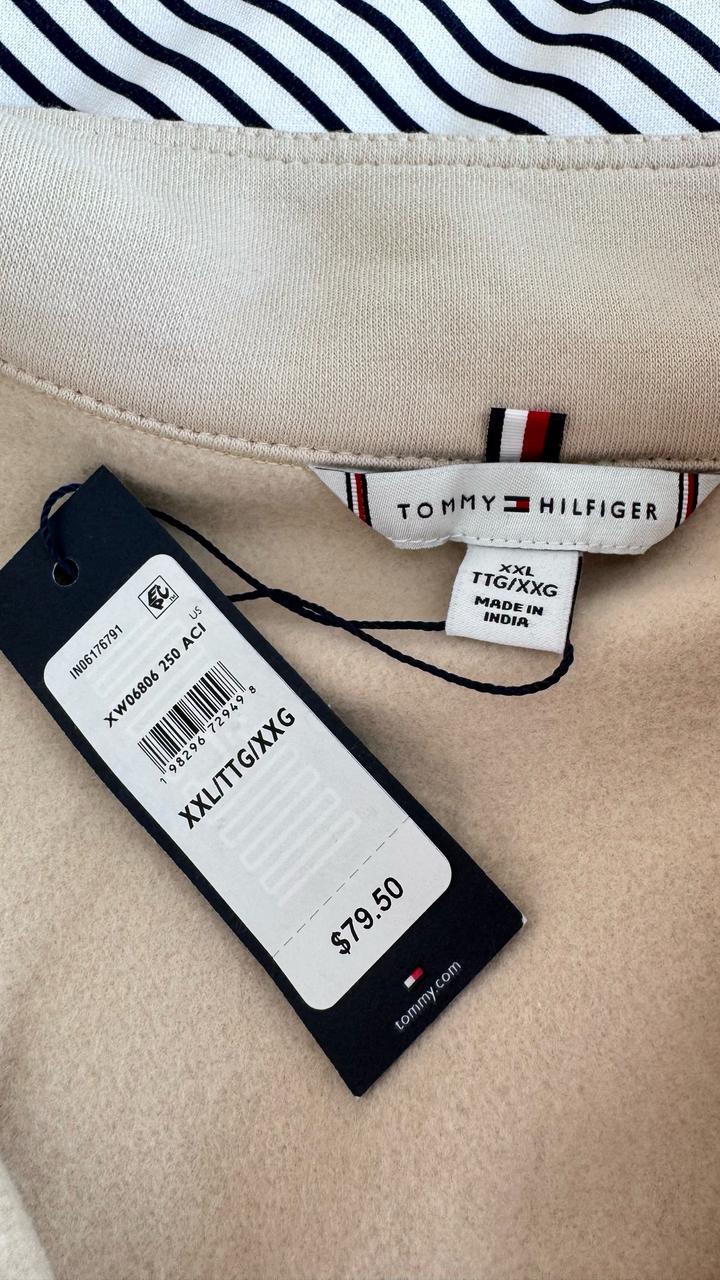 TOMMY HILFIGER
XXL
TTG/XXG
MADE IN
INDIA
IN06176791
EPC™
US
XW06806 250 ACI
1 98296 72949 8
XXL/TTG/XXG
$79.50
tommy.com